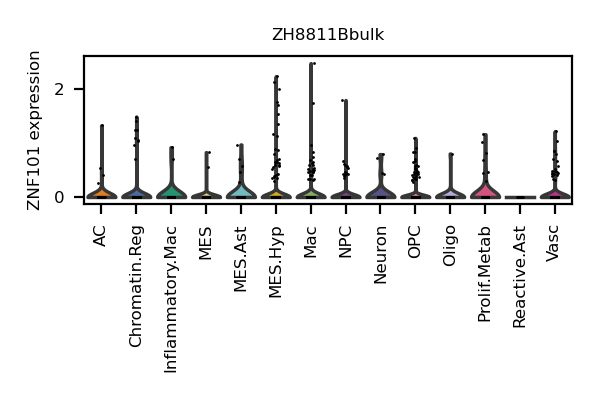 ZH8811Bbulk
ZNF101 expression
2
0
AC
Chromatin.Reg
Inflammatory.Mac
MES
MES.Ast
MES.Hyp
Mac
NPC
Neuron
OPC
Oligo
Prolif.Metab
Reactive.Ast
Vasc